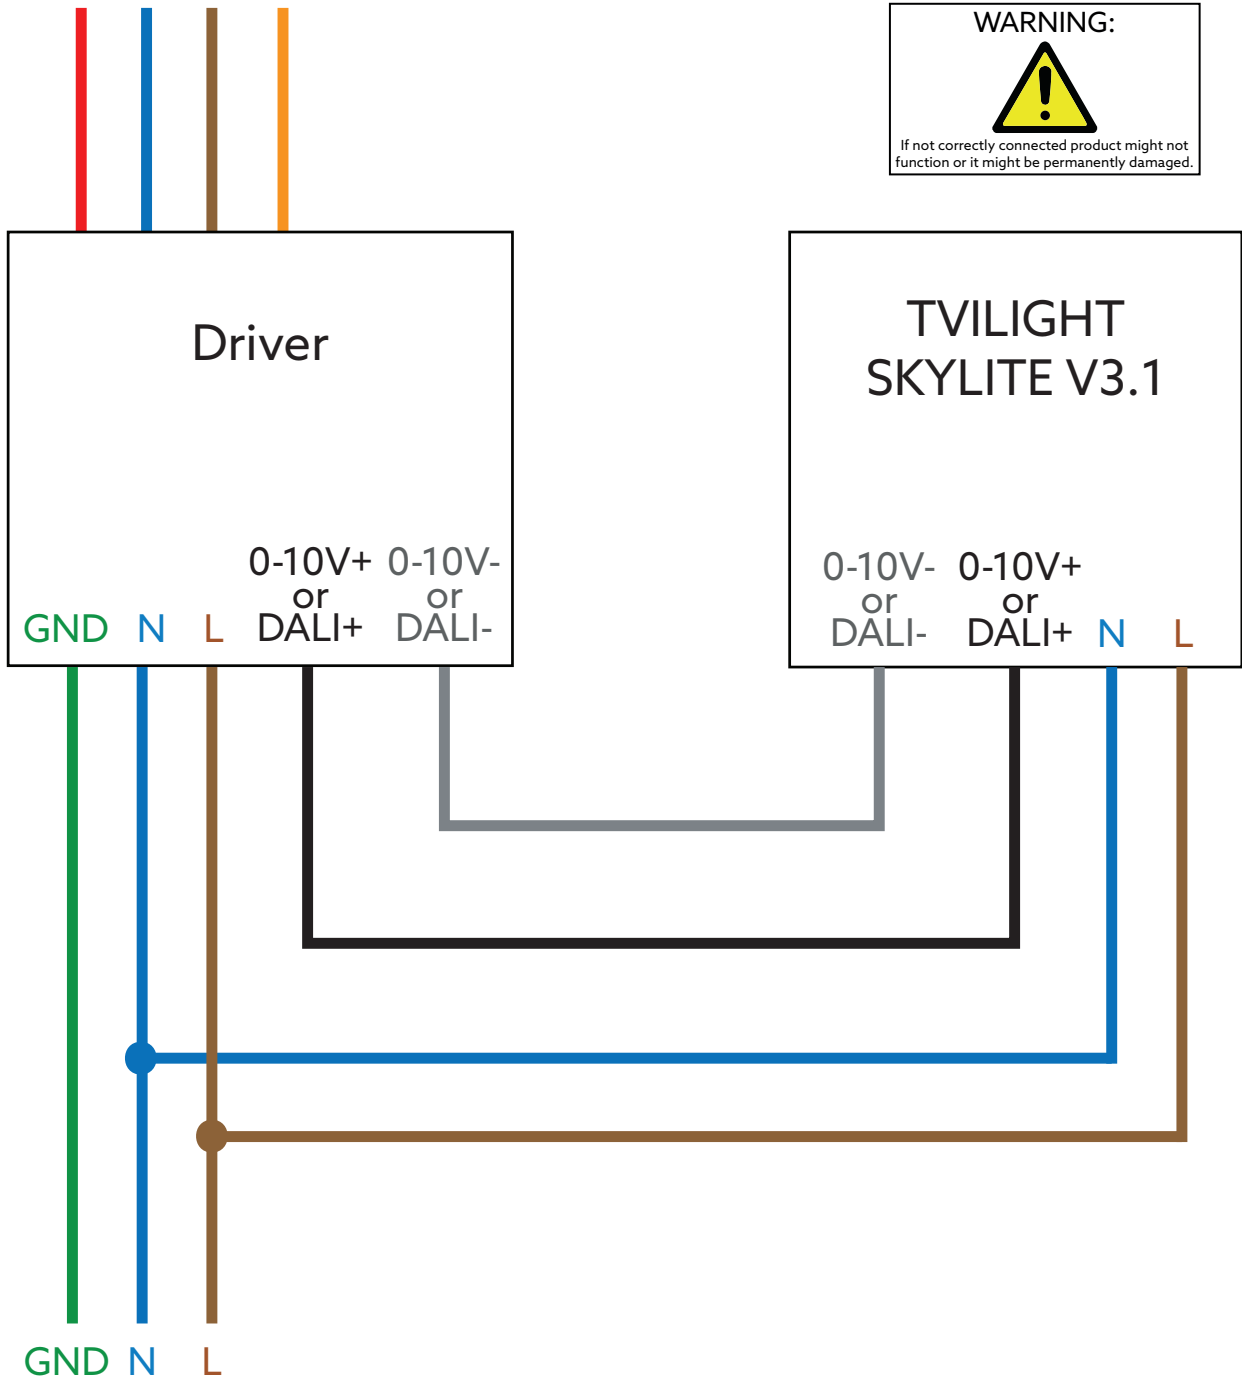 WARNING:
If not correctly connected product might not
function or it might be permanently damaged.
Driver
0-10V+ 0-10V-
or or
GND N L DALI+ DALI-
TVILIGHT
SKYLITE V3.1
0-10V- 0-10V+
or or
DALI- DALI+ N L
GND N L